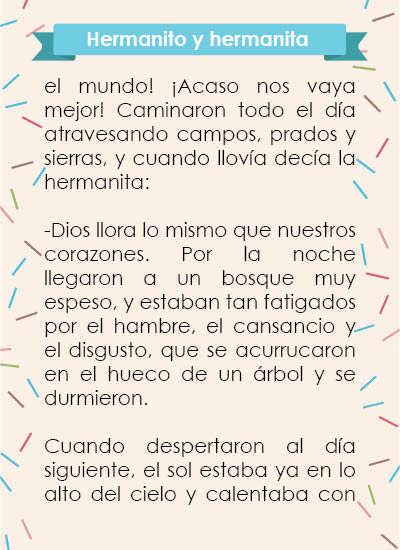 Hermanito y hermanita
el mundo! ¡Acaso nos vaya
mejor! Caminaron todo el día
atravesando campos, prados y
sierras, y cuando llovía decía la
hermanita:
-Dios llora lo mismo que nuestros
corazones. Por la noche
llegaron a un bosque muy
espeso, y estaban tan fatigados
por el hambre, el cansancio y
el disgusto, que se acurrucaron
en el hueco de un árbol y se
durmieron.
Cuando despertaron al día
siguiente, el sol estaba ya en lo
alto del cielo y calentaba con